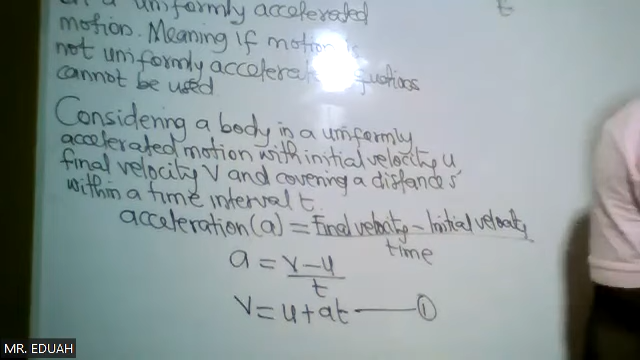 in a uniformly accelerated
t
motion. Meaning if motion is
not uniformly accelerated equations
cannot be used
Considering a body in a uniformly
accelerated motion with initial velocity u
final velocity v and covering a distance s
within a time interval t.
acceleration (a) = Final velocity - Initial velocity
time
a = v - u
t
v = u + at ①
MR. EDUAH